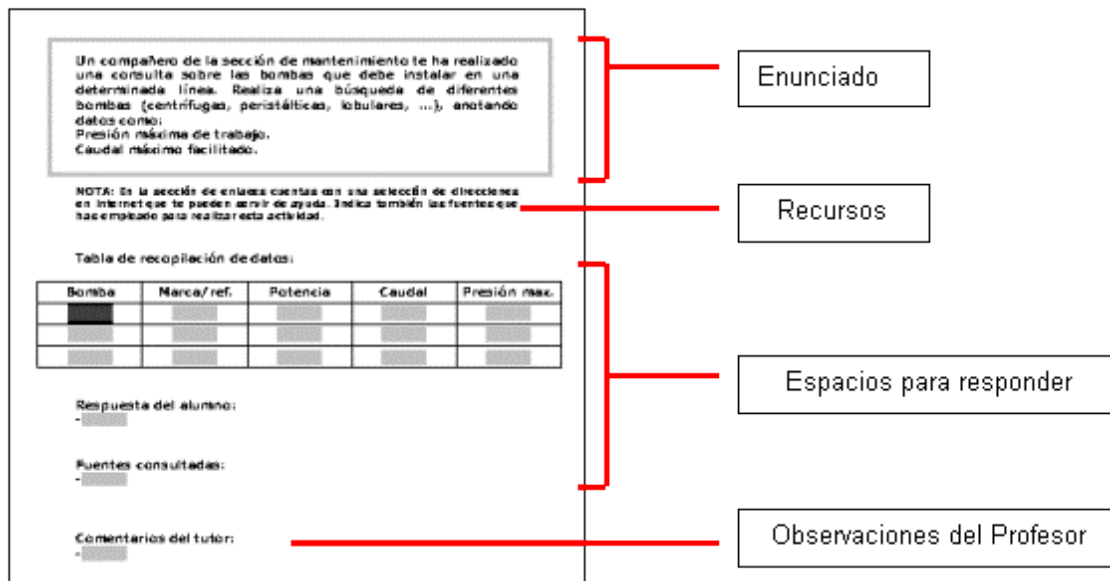 Un compañero de la sección de mantenimiento te ha realizado
una consulta sobre las bombas que debe instalar en una
determinada línea. Realiza una búsqueda de diferentes
bombas (centrífugas, peristálticas, lobulares, ...), anotando
datos como:
Presión máxima de trabajo.
Caudal máximo facilitado.
Enunciado
NOTA: En la sección de enlaces cuentas con una selección de direcciones
en Internet que te pueden servir de ayuda. Indica también las fuentes que
has empleado para realizar esta actividad.
Recursos
Tabla de recopilación de datos:
Bomba Marca/ref. Potencia Caudal Presión max.
Espacios para responder
Respuesta del alumno:
-
Fuentes consultadas:
-
Comentarios del tutor:
-
Observaciones del Profesor